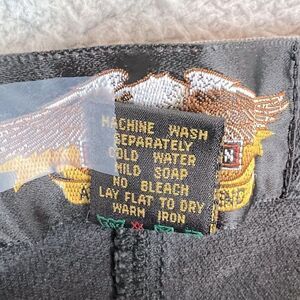 MACHINE WASH
SEPARATELY
COLD WATER
MILD SOAP
NO BLEACH
LAY FLAT TO DRY
WARM IRON